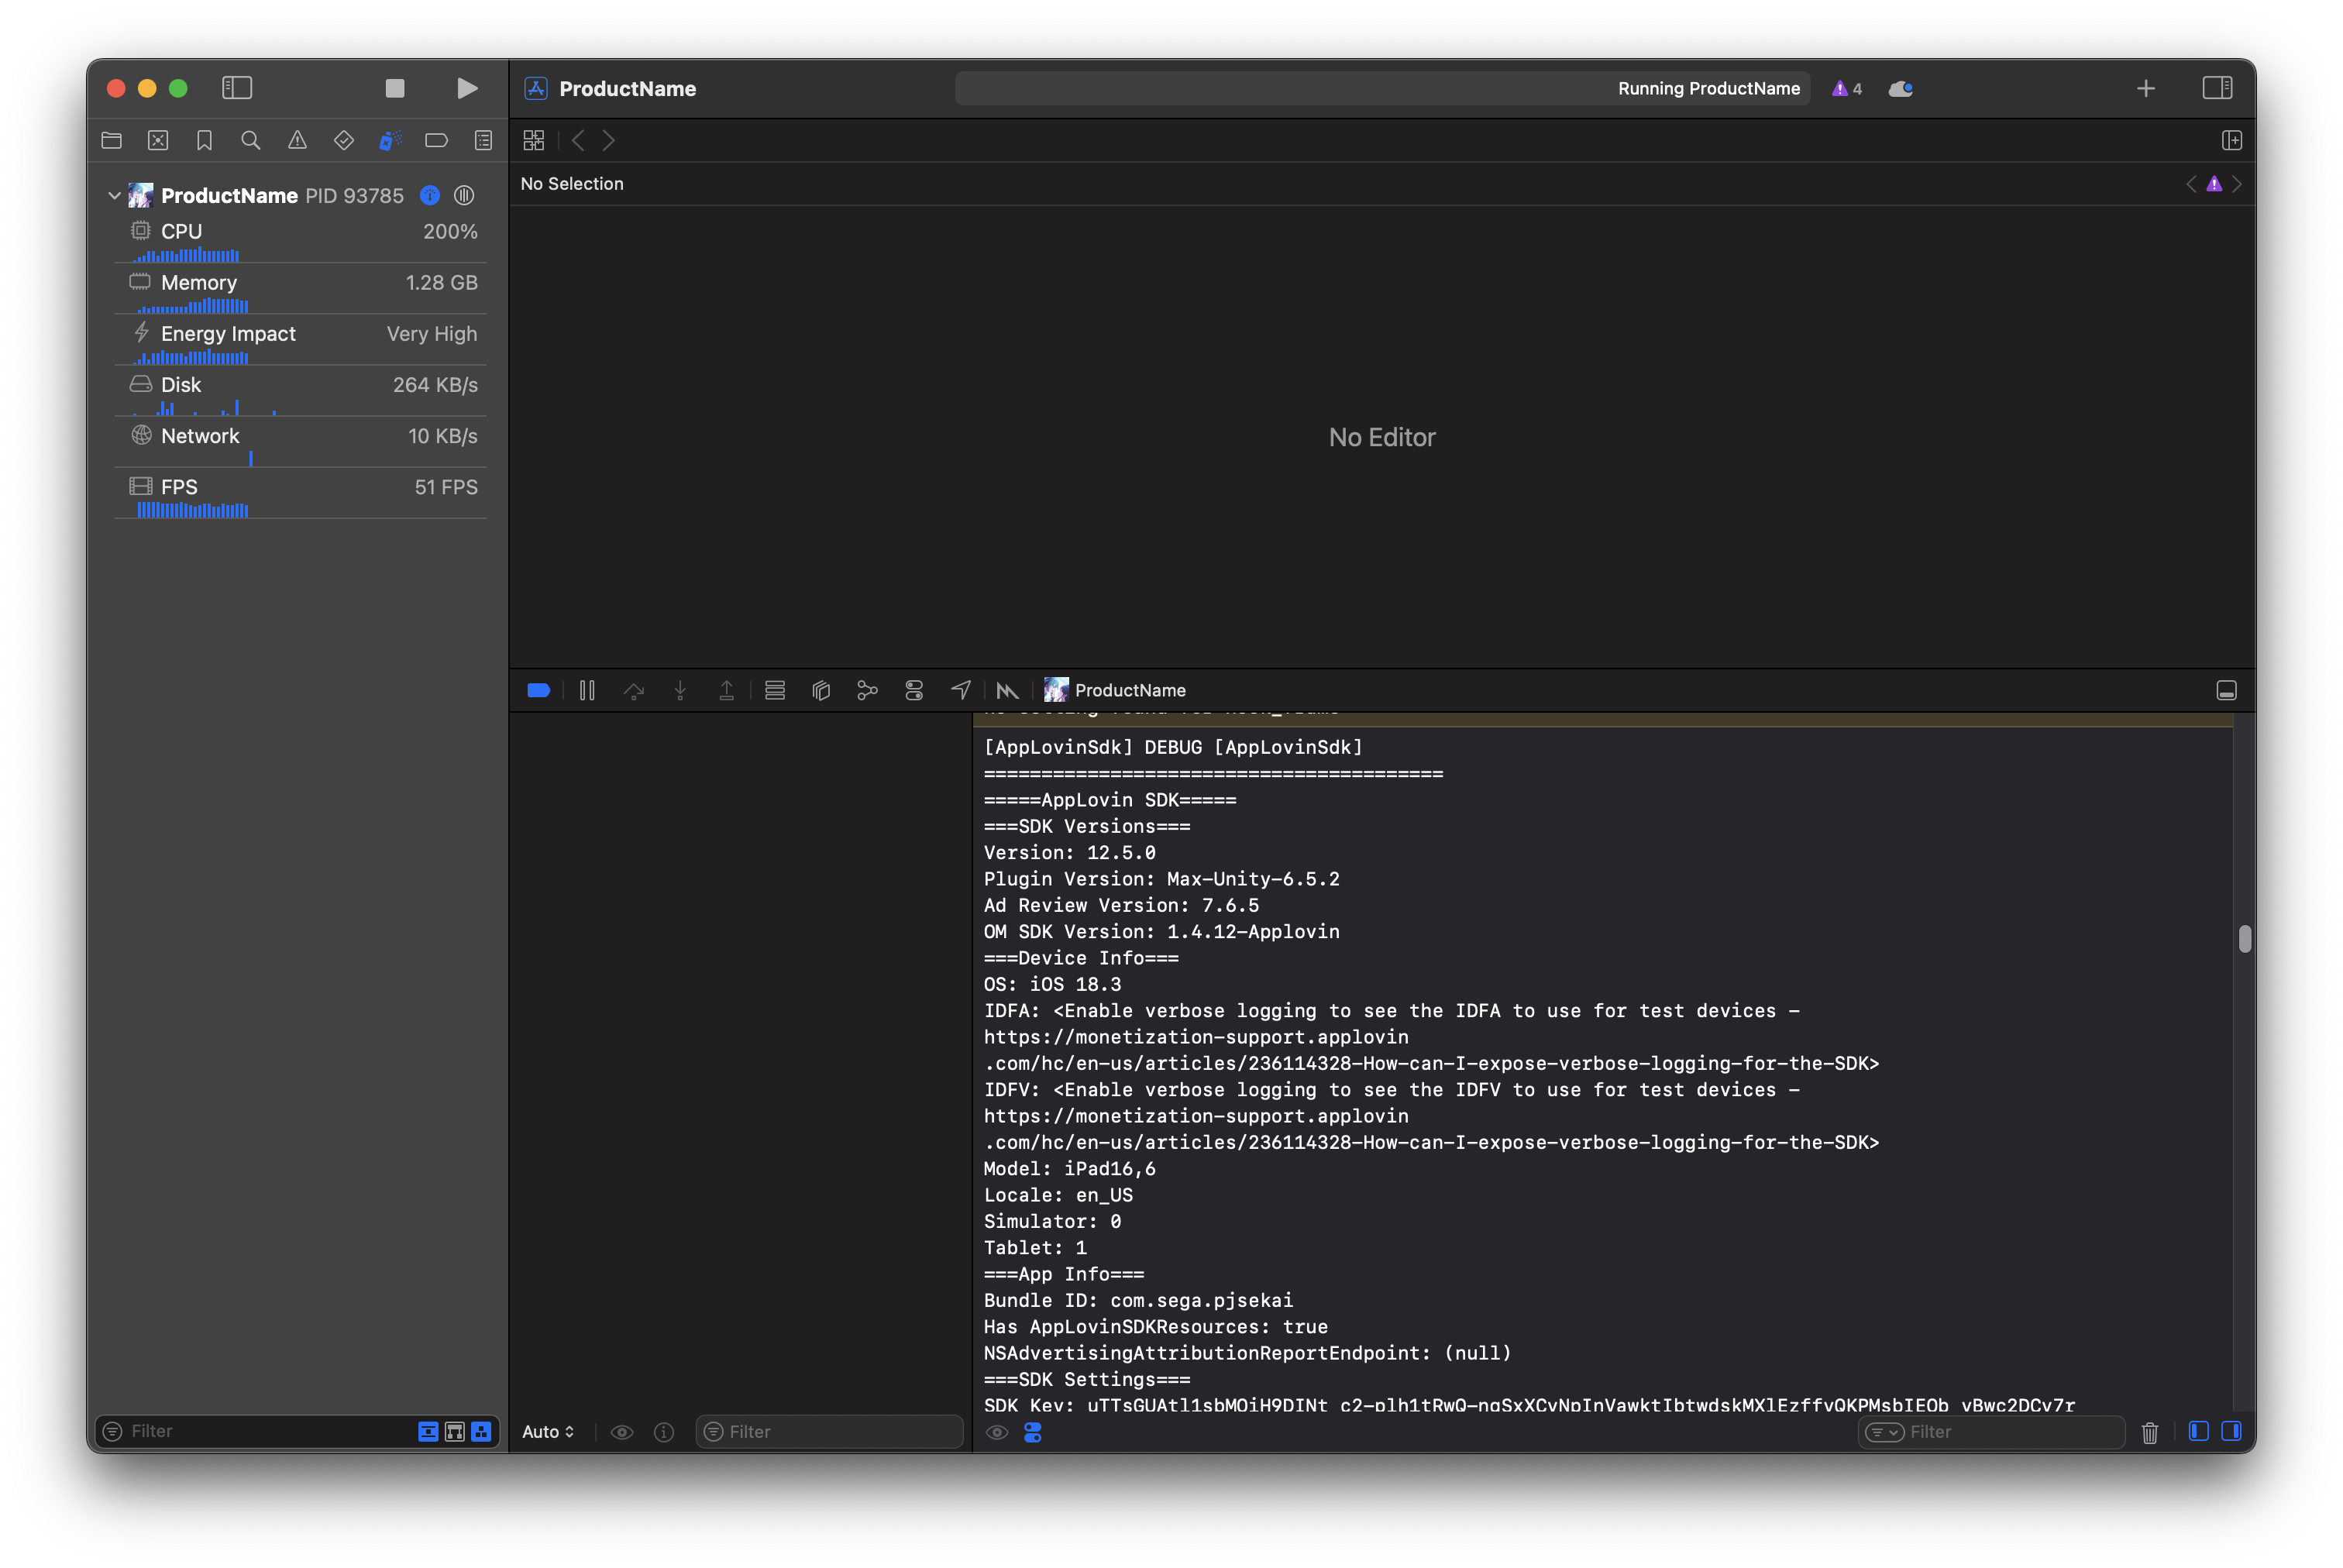 ProductName
Running ProductName
4
ProductName PID 93785
CPU 200%
Memory 1.28 GB
Energy Impact Very High
Disk 264 KB/s
Network 10 KB/s
FPS 51 FPS
Filter
No Selection
No Editor
ProductName
[AppLovinSdk] DEBUG [AppLovinSdk]
========================================
=====AppLovin SDK=====
===SDK Versions===
Version: 12.5.0
Plugin Version: Max-Unity-6.5.2
Ad Review Version: 7.6.5
OM SDK Version: 1.4.12-Applovin
===Device Info===
OS: iOS 18.3
IDFA: <Enable verbose logging to see the IDFA to use for test devices -
https://monetization-support.applovin
.com/hc/en-us/articles/236114328-How-can-I-expose-verbose-logging-for-the-SDK>
IDFV: <Enable verbose logging to see the IDFV to use for test devices -
https://monetization-support.applovin
.com/hc/en-us/articles/236114328-How-can-I-expose-verbose-logging-for-the-SDK>
Model: iPad16,6
Locale: en_US
Simulator: 0
Tablet: 1
===App Info===
Bundle ID: com.sega.pjsekai
Has AppLovinSDKResources: true
NSAdvertisingAttributionReportEndpoint: (null)
===SDK Settings===
SDK Key:
Auto
Filter
Filter